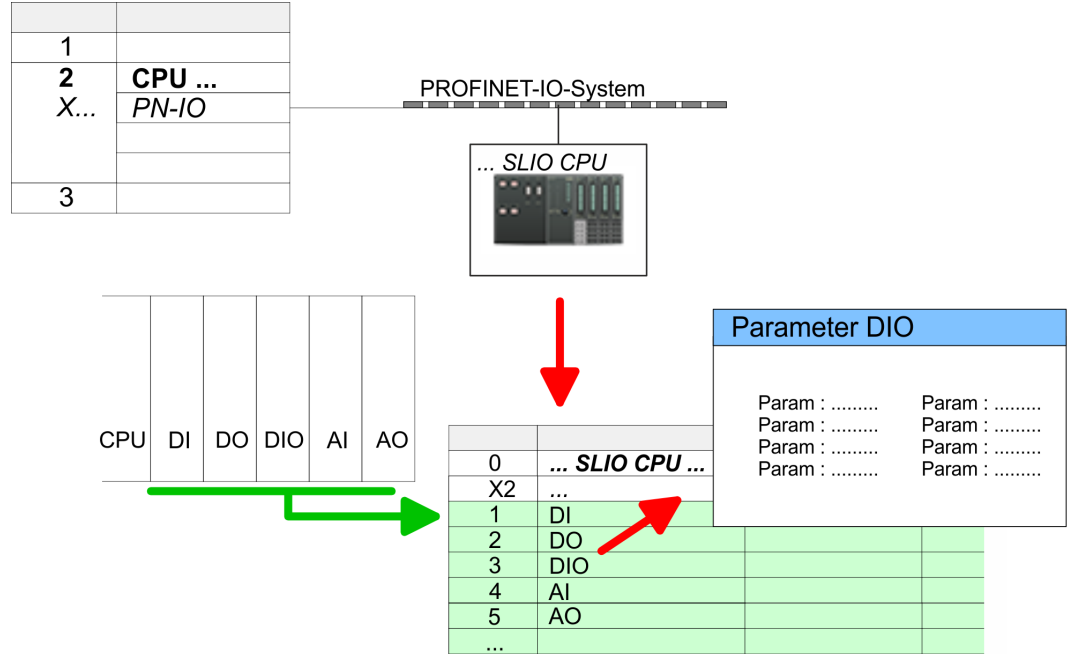 1
2 CPU ...
X... PN-IO
3
PROFINET-IO-System
... SLIO CPU
CPU DI DO DIO AI AO
Parameter DIO
Param : ......... Param : .........
Param : ......... Param : .........
Param : ......... Param : .........
Param : ......... Param : .........
0 ... SLIO CPU ...
X2 ...
1 DI
2 DO
3 DIO
4 AI
5 AO
...